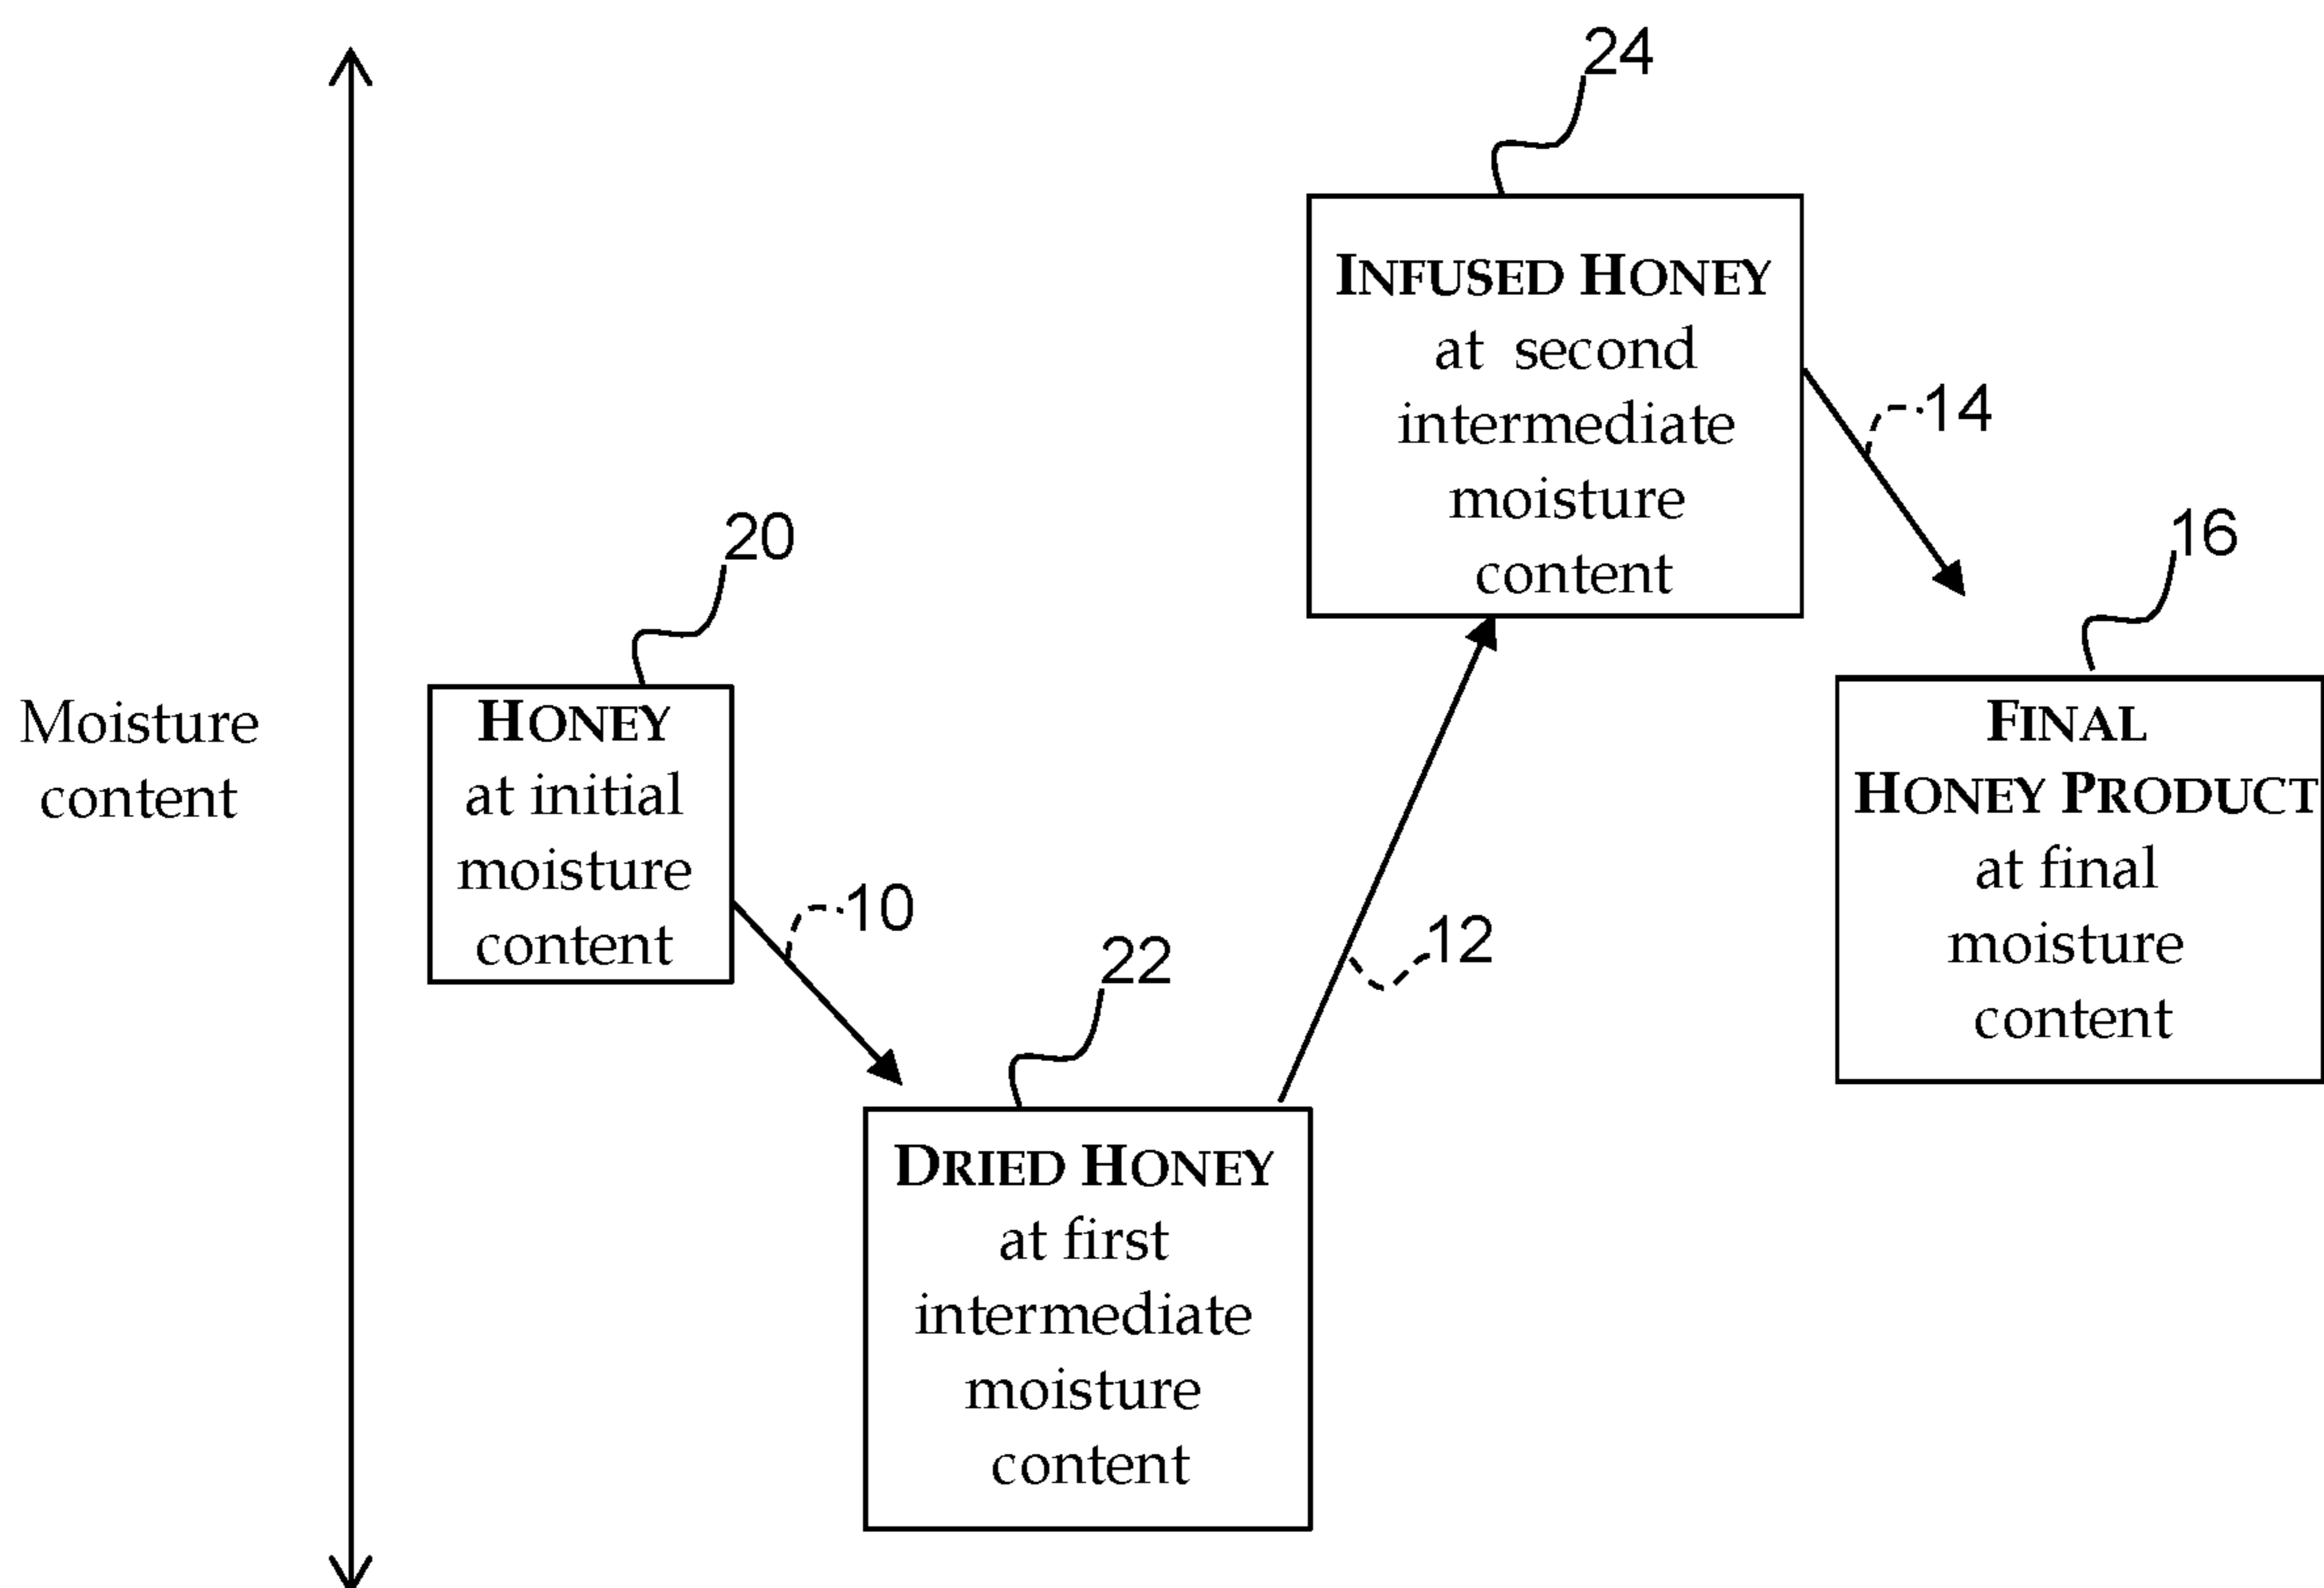 Moisture
content
20
HONEY
at initial
moisture
content
10
22
DRIED HONEY
at first
intermediate
moisture
content
12
24
INFUSED HONEY
at second
intermediate
moisture
content
14
16
FINAL
HONEY PRODUCT
at final
moisture
content